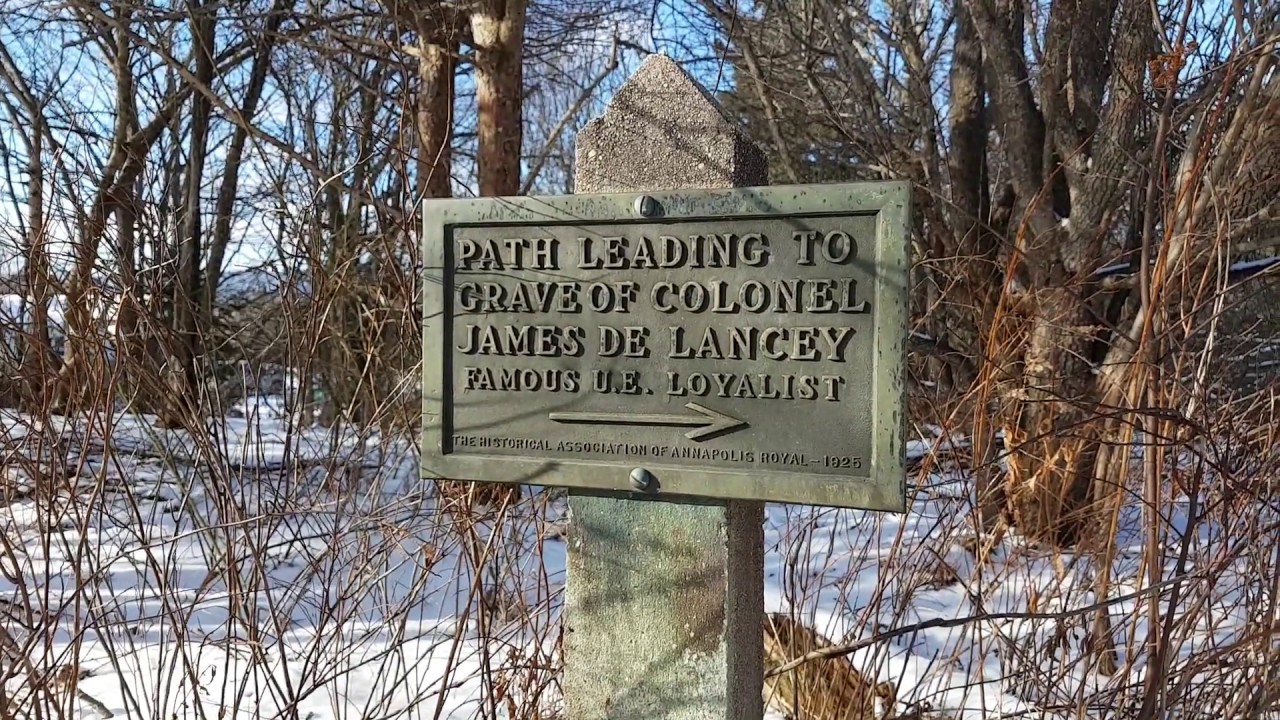 PATH LEADING TO
GRAVE OF COLONEL
JAMES DE LANCEY
FAMOUS U.E. LOYALIST
THE HISTORICAL ASSOCIATION OF ANNAPOLIS ROYAL - 1925